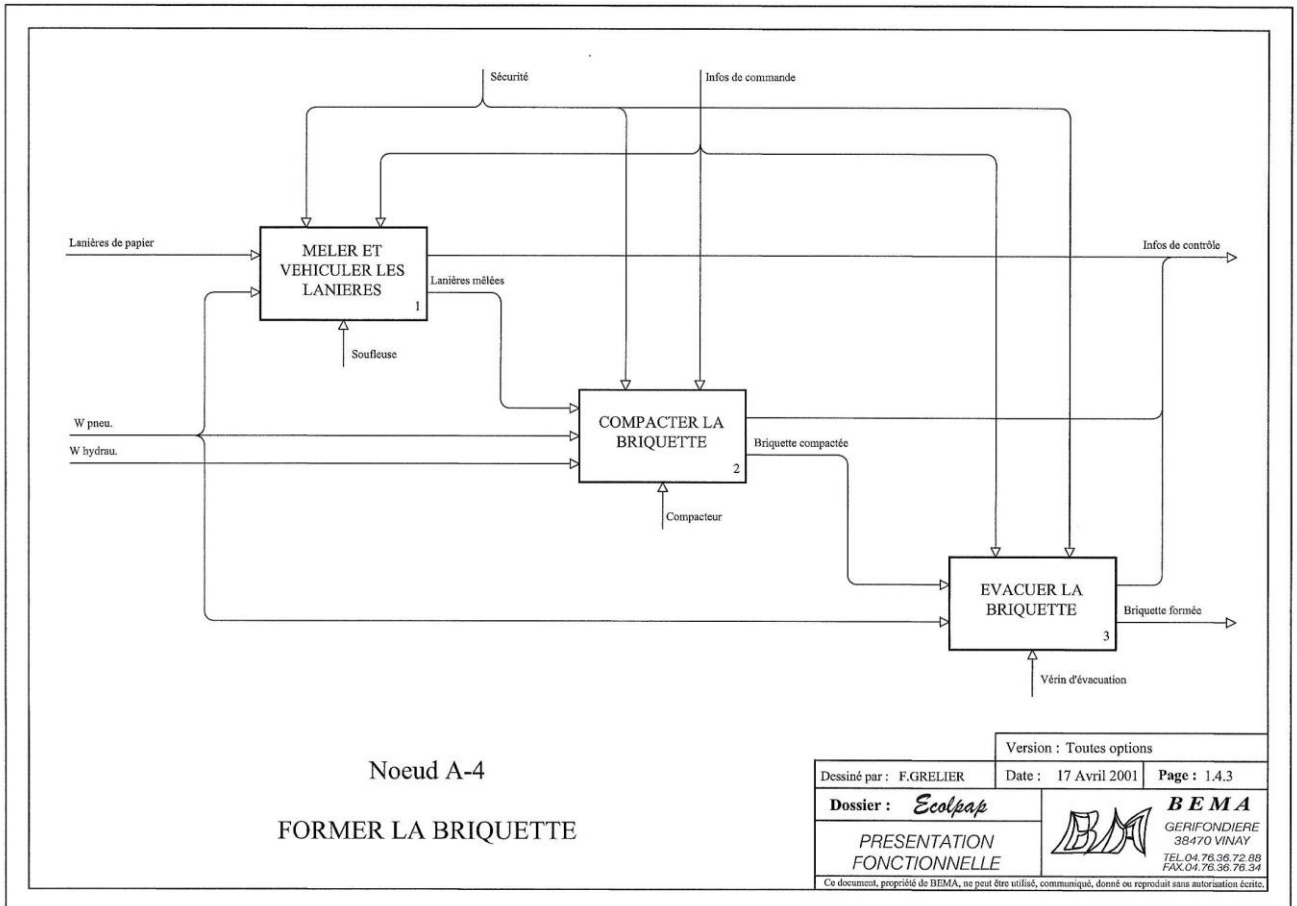 Sécurité
Infos de commande
Lanières de papier
MELER ET
VEHICULER LES
LANIERES
1
Infos de contrôle
Lanières mêlées
Soufleuse
W pneu.
W hydrau.
COMPACTER LA
BRIQUETTE
2
Briquette compactée
Compacteur
EVACUER LA
BRIQUETTE
3
Briquette formée
Vérin d'évacuation
Noeud A-4
FORMER LA BRIQUETTE
Version : Toutes options
Dessiné par : F.GRELIER
Date : 17 Avril 2001
Page : 1.4.3
Dossier : Ecolpap
PRESENTATION
FONCTIONNELLE
BM
BEMA
GERIFONDIERE
38470 VINAY
TEL.04.76.36.72.88
FAX.04.76.36.76.34
Ce document, propriété de BEMA, ne peut être utilisé, communiqué, donné ou reproduit sans autorisation écrite.